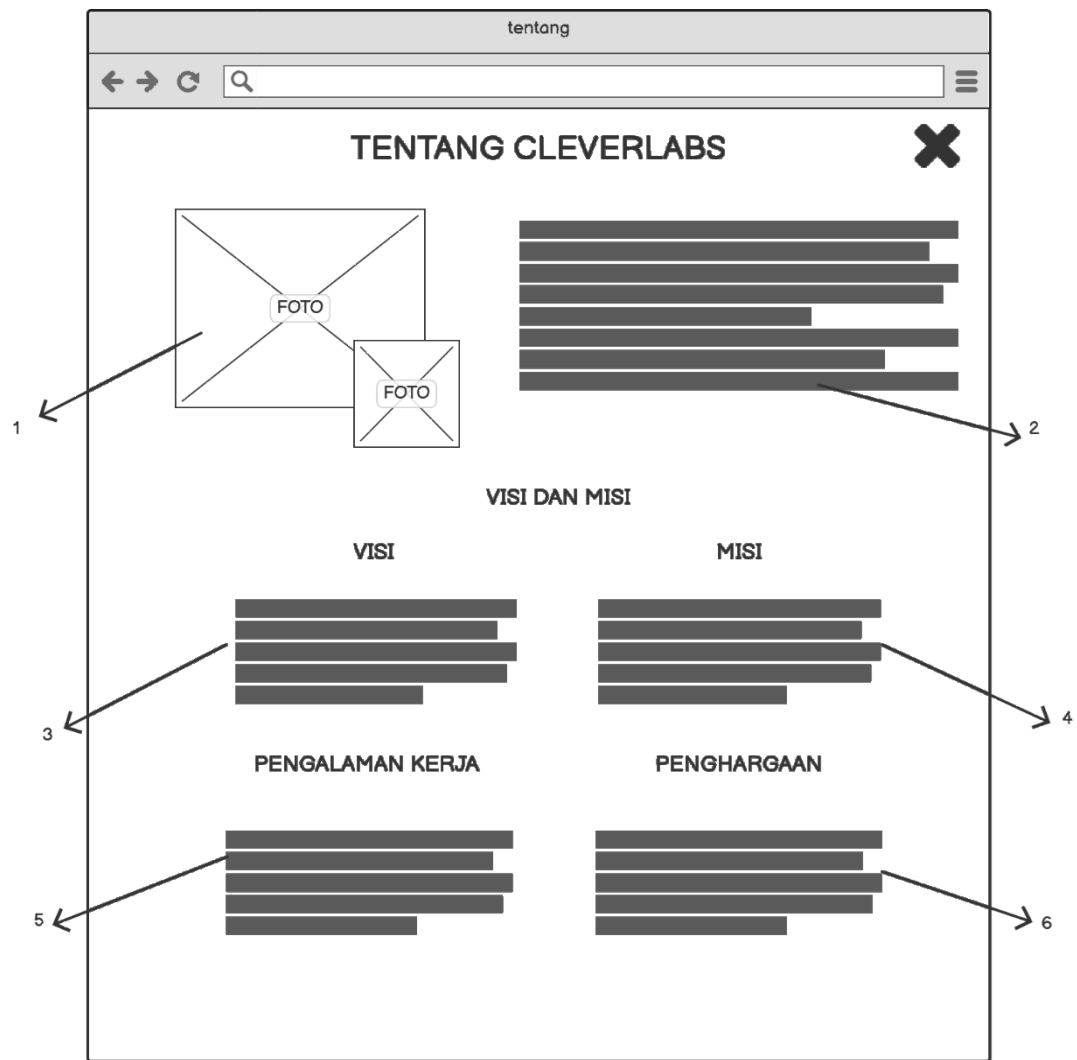 tentang
TENTANG CLEVERLABS
FOTO
FOTO
1
2
VISI DAN MISI
VISI
MISI
3
4
PENGALAMAN KERJA
PENGHARGAAN
5
6